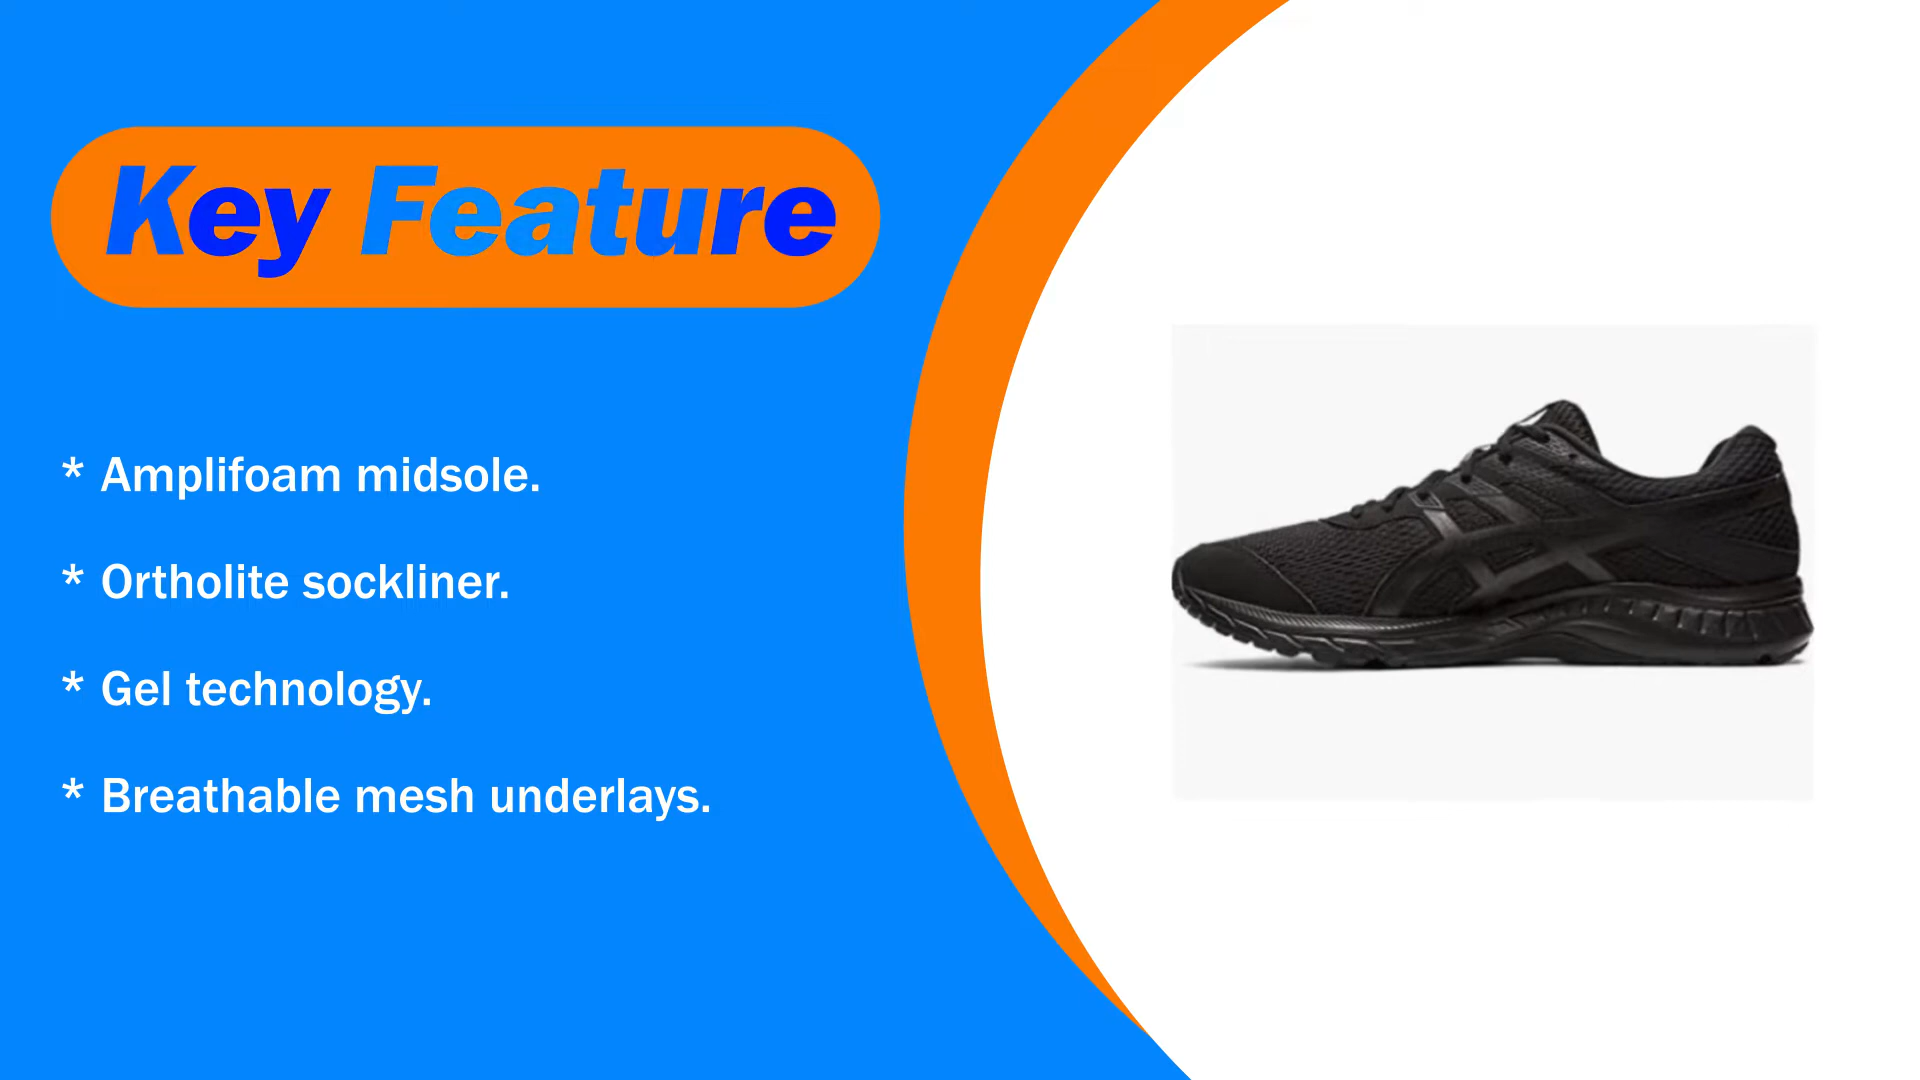 Key Feature
* Amplifoam midsole.
* Ortholite sockliner.
* Gel technology.
* Breathable mesh underlays.